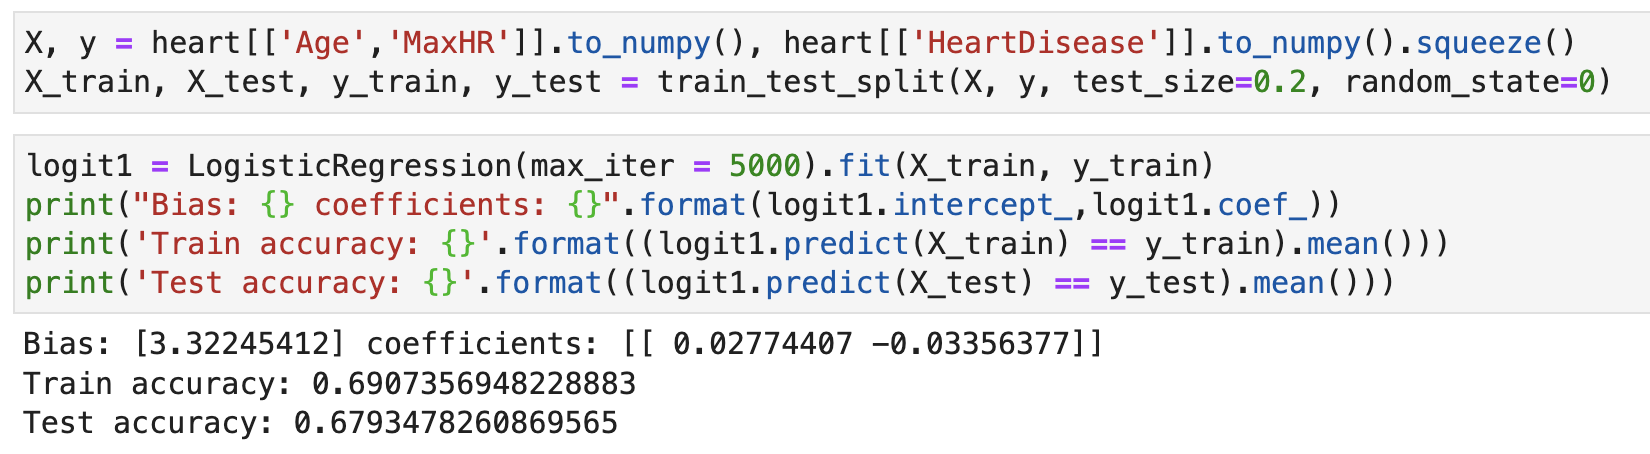 X, y = heart[['Age','MaxHR']].to_numpy(), heart[['HeartDisease']].to_numpy().squeeze()
X_train, X_test, y_train, y_test = train_test_split(X, y, test_size=0.2, random_state=0)
logit1 = LogisticRegression(max_iter = 5000).fit(X_train, y_train)
print("Bias: {} coefficients: {}".format(logit1.intercept_,logit1.coef_))
print('Train accuracy: {}'.format((logit1.predict(X_train) == y_train).mean()))
print('Test accuracy: {}'.format((logit1.predict(X_test) == y_test).mean()))
Bias: [3.32245412] coefficients: [[ 0.02774407 -0.03356377]]
Train accuracy: 0.6907356948228883
Test accuracy: 0.6793478260869565